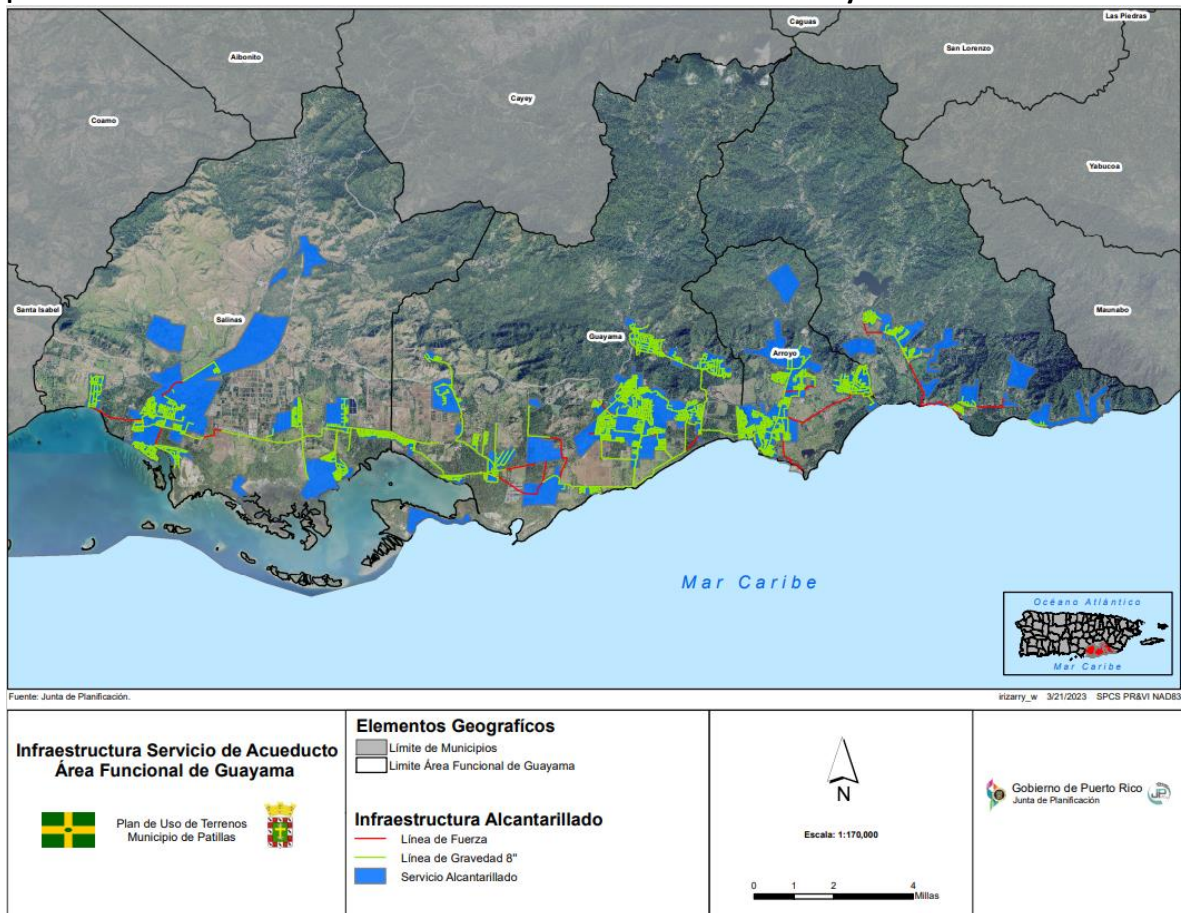 Caguas
Las Piedras
San Lorenzo
Aibonito
Cayey
Coamo
Yabucoa
Maunabo
Santa Isabel
Salinas
Guayama
Arroyo
Mar Caribe
Océano Atlántico
Mar Caribe
Fuente: Junta de Planificación.
irizarry_w 3/21/2023 SPCS PR&VI NAD83
Infraestructura Servicio de Acueducto
Área Funcional de Guayama
Plan de Uso de Terrenos
Municipio de Patillas
Elementos Geografícos
Límite de Municipios
Limite Área Funcional de Guayama
Infraestructura Alcantarillado
Línea de Fuerza
Línea de Gravedad 8"
Servicio Alcantarillado
N
Escala: 1:170,000
0 1 2 4
Millas
Gobierno de Puerto Rico
Junta de Planificación
JP